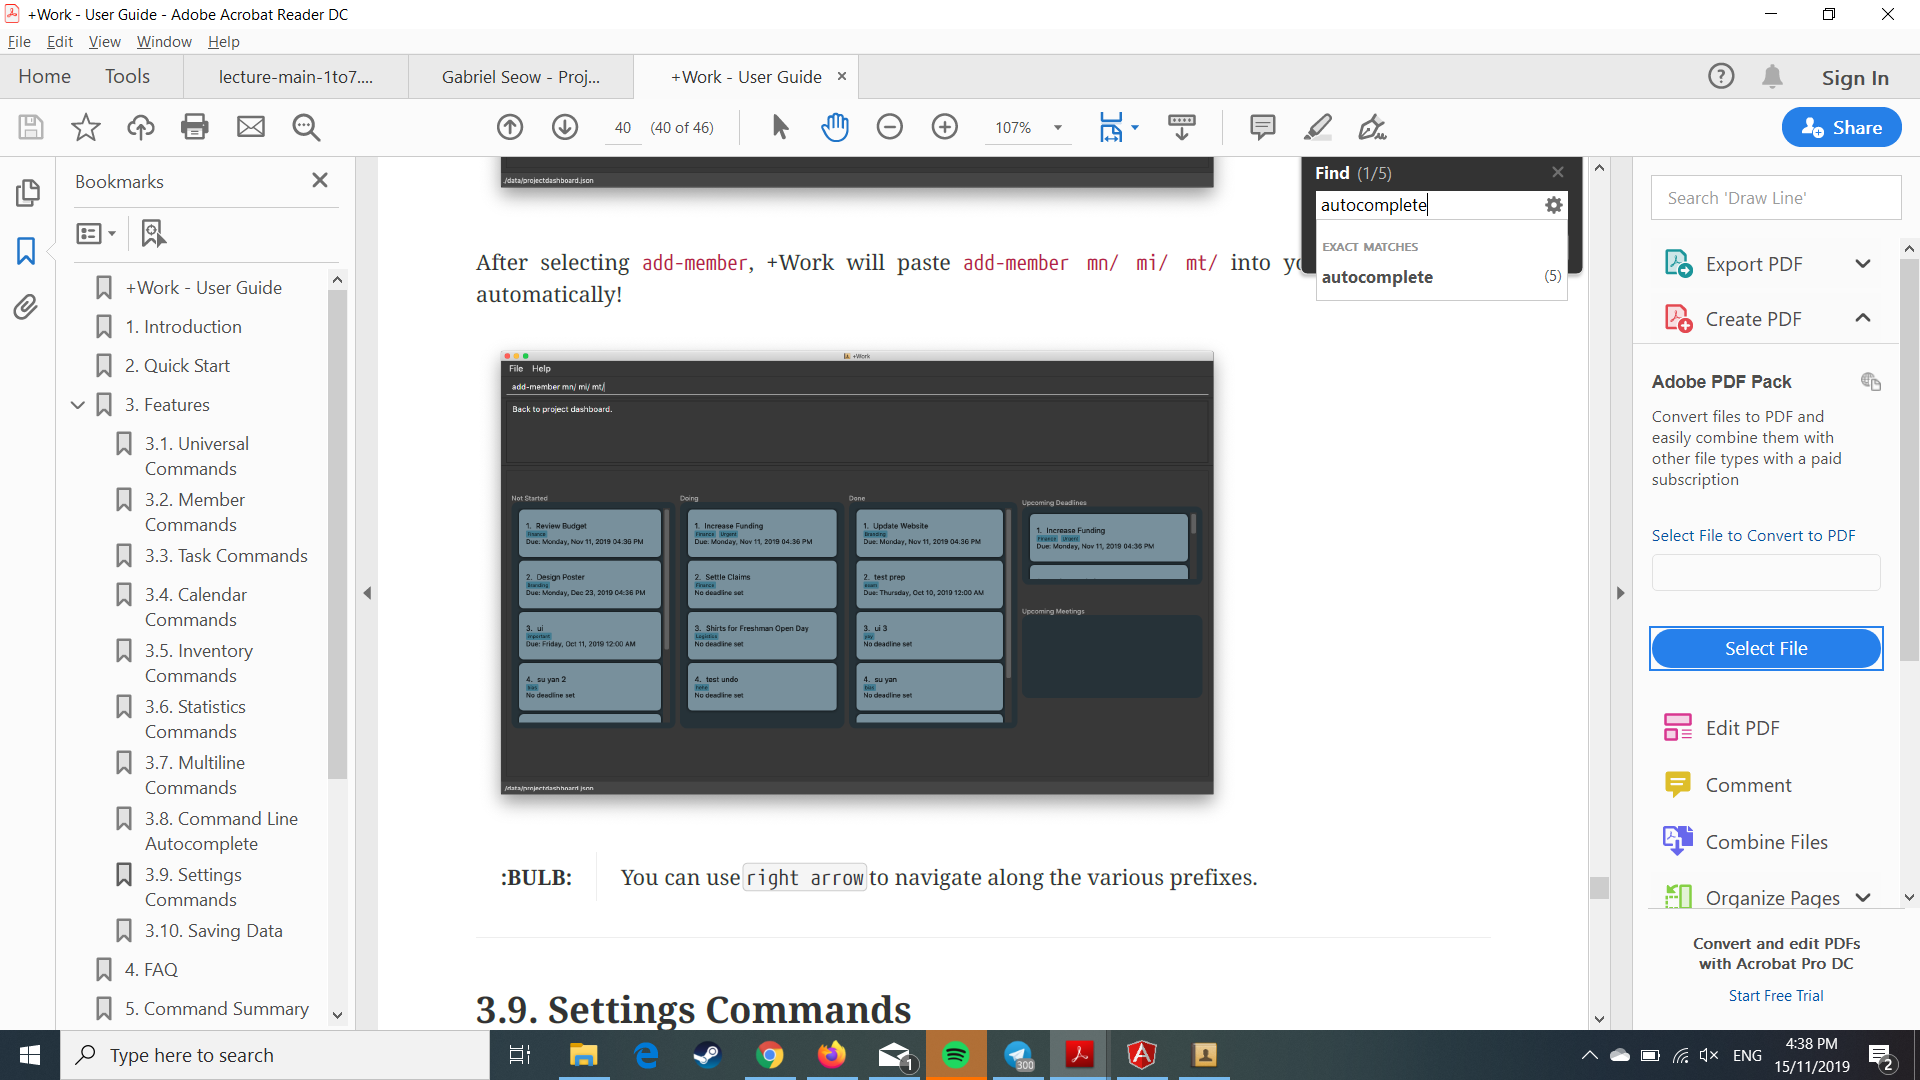 +Work - User Guide - Adobe Acrobat Reader DC
File Edit View Window Help
Home Tools lecture-main-1to7.... Gabriel Seow - Proj... +Work - User Guide Sign In
40 (40 of 46) 107% Share
Bookmarks
+Work - User Guide
1. Introduction
2. Quick Start
3. Features
3.1. Universal
Commands
3.2. Member
Commands
3.3. Task Commands
3.4. Calendar
Commands
3.5. Inventory
Commands
3.6. Statistics
Commands
3.7. Multiline
Commands
3.8. Command Line
Autocomplete
3.9. Settings
Commands
3.10. Saving Data
4. FAQ
5. Command Summary
/data/projectdashboard.json
After selecting add-member, +Work will paste add-member mn/ mi/ mt/ into yo
automatically!
+Work
File Help
add-member mn/ mi/ mt/
Back to project dashboard.
Not Started
1. Review Budget
Finance
Due: Monday, Nov 11, 2019 04:36 PM
2. Design Poster
Branding
Due: Monday, Dec 23, 2019 04:36 PM
3. ui
important
Due: Friday, Oct 11, 2019 12:00 AM
4. su yan 2
No deadline set
Doing
1. Increase Funding
Finance Urgent
Due: Monday, Nov 11, 2019 04:36 PM
2. Settle Claims
Finance
No deadline set
3. Shirts for Freshman Open Day
Logistics
No deadline set
4. test undo
No deadline set
Done
1. Update Website
Branding
Due: Monday, Nov 11, 2019 04:36 PM
2. test prep
exam
Due: Thursday, Oct 10, 2019 12:00 AM
3. ui 3
No deadline set
4. su yan
No deadline set
Upcoming Deadlines
1. Increase Funding
Finance Urgent
Due: Monday, Nov 11, 2019 04:36 PM
Upcoming Meetings
/data/projectdashboard.json
:BULB: You can use right arrow to navigate along the various prefixes.
3.9. Settings Commands
Find (1/5)
autocomplete
EXACT MATCHES
autocomplete (5)
Search 'Draw Line'
Export PDF
Create PDF
Adobe PDF Pack
Convert files to PDF and
easily combine them with
other file types with a paid
subscription
Select File to Convert to PDF
Select File
Edit PDF
Comment
Combine Files
Organize Pages
Convert and edit PDFs
with Acrobat Pro DC
Start Free Trial
Type here to search
1
300
ENG
4:38 PM
15/11/2019
2